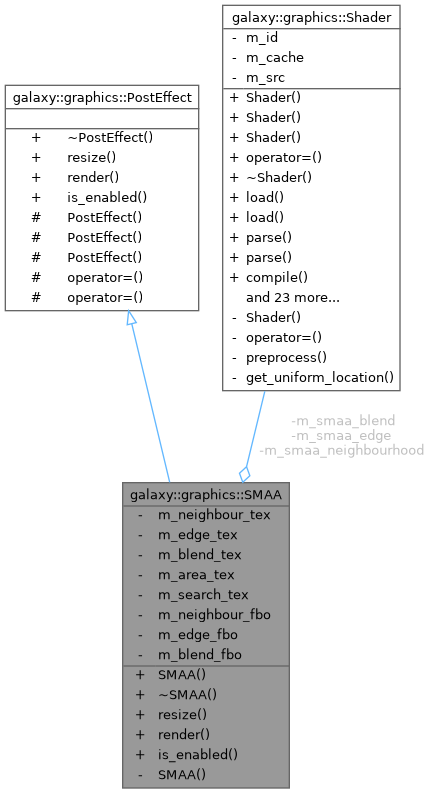 galaxy::graphics::Shader
- m_id
- m_cache
- m_src
+ Shader()
+ Shader()
+ Shader()
+ operator=()
+ ~Shader()
+ load()
+ load()
+ parse()
+ parse()
+ compile()
and 23 more...
- Shader()
- operator=()
- preprocess()
- get_uniform_location()
galaxy::graphics::PostEffect
+ ~PostEffect()
+ resize()
+ render()
+ is_enabled()
# PostEffect()
# PostEffect()
# PostEffect()
# operator=()
# operator=()
-m_smaa_blend
-m_smaa_edge
-m_smaa_neighbourhood
galaxy::graphics::SMAA
- m_neighbour_tex
- m_edge_tex
- m_blend_tex
- m_area_tex
- m_search_tex
- m_neighbour_fbo
- m_edge_fbo
- m_blend_fbo
+ SMAA()
+ ~SMAA()
+ resize()
+ render()
+ is_enabled()
- SMAA()